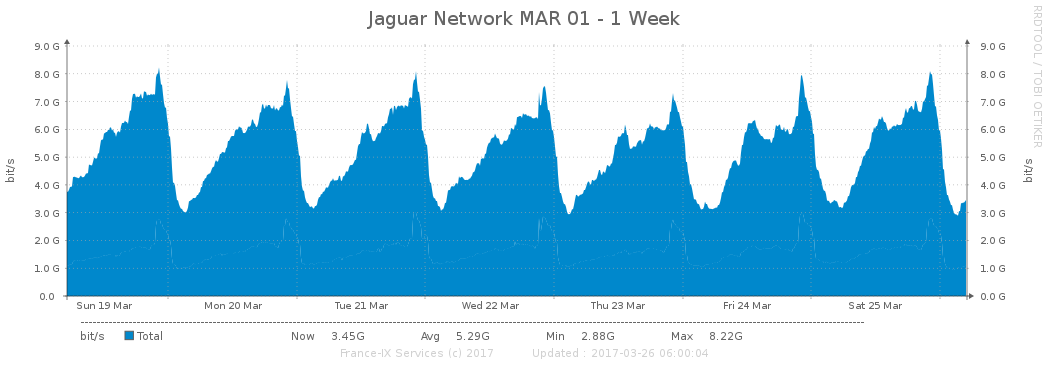 Jaguar Network MAR 01 - 1 Week
RRDTOOL / TOBI OETIKER
bit/s
9.0 G
8.0 G
7.0 G
6.0 G
5.0 G
4.0 G
3.0 G
2.0 G
1.0 G
0.0
9.0 G
8.0 G
7.0 G
6.0 G
5.0 G
4.0 G
3.0 G
2.0 G
1.0 G
0.0 G
bit/s
Sun 19 Mar Mon 20 Mar Tue 21 Mar Wed 22 Mar Thu 23 Mar Fri 24 Mar Sat 25 Mar
bit/s Total Now 3.45G Avg 5.29G Min 2.88G Max 8.22G
France-IX Services (c) 2017 Updated : 2017-03-26 06:00:04